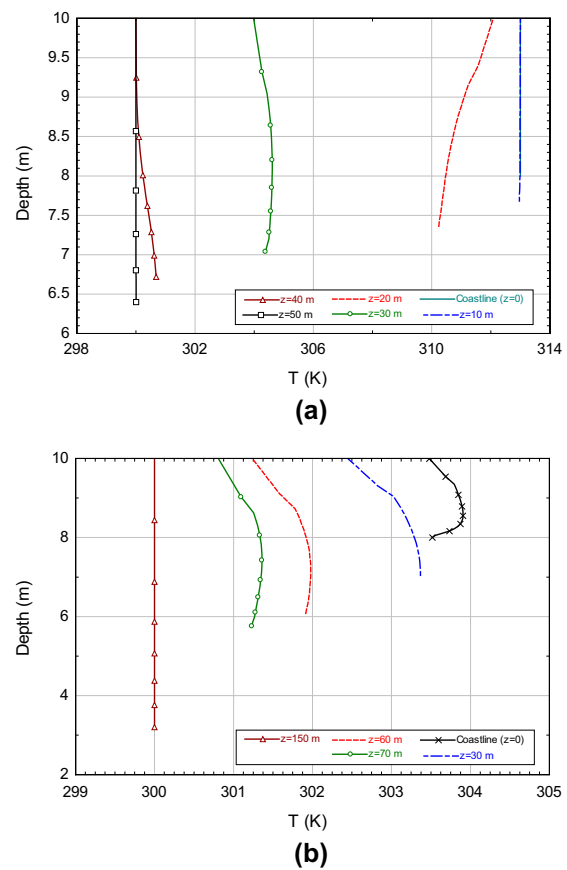 10
9.5
9
8.5
8
7.5
7
6.5
6
Depth (m)
z=40 m z=20 m Coastline (z=0)
z=50 m z=30 m z=10 m
298 302 306 310 314
T (K)
(a)
10
8
6
4
2
Depth (m)
z=150 m z=60 m Coastline (z=0)
z=70 m z=30 m
299 300 301 302 303 304 305
T (K)
(b)